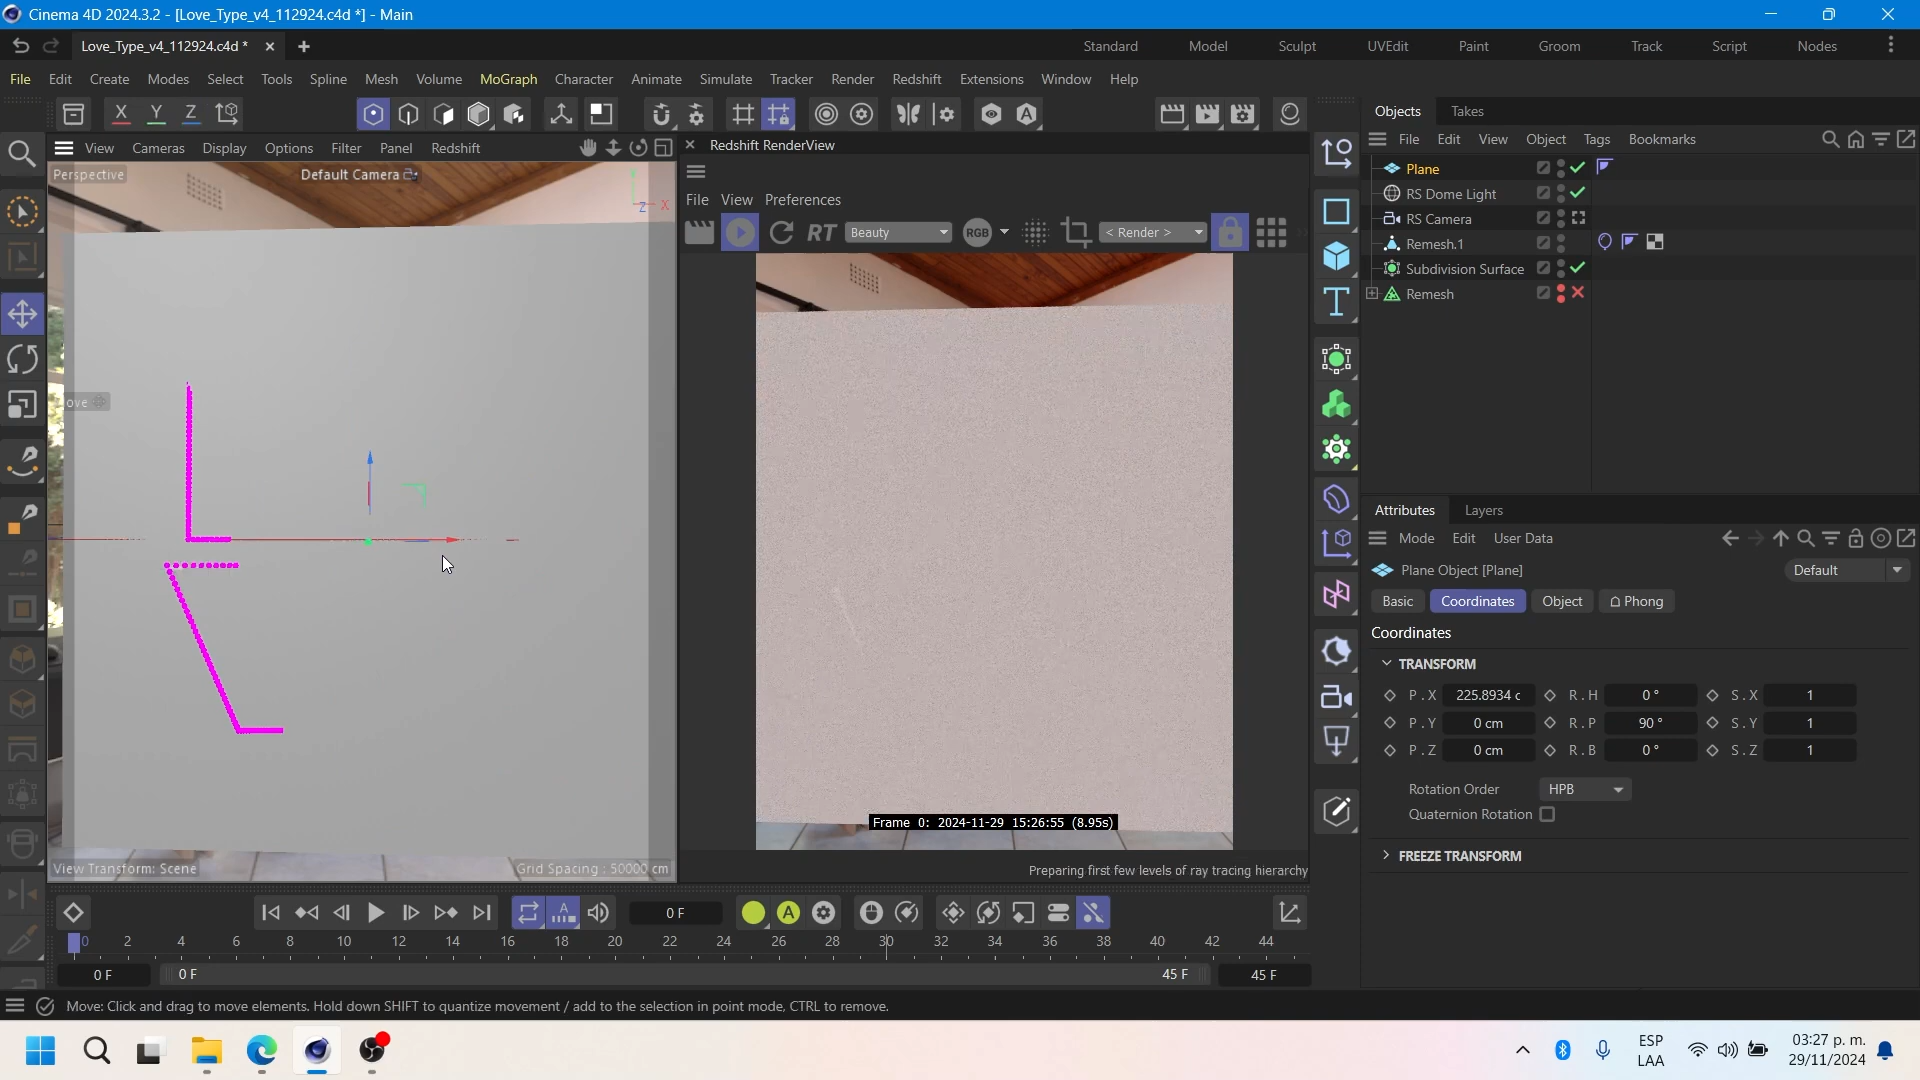 Cinema 4D 2024.3.2 - [Love_Type_v4_112924.c4d *] - Main
Love_Type_v4_112924.c4d *
Standard Model Sculpt UVEdit Paint Groom Track Script Nodes
File Edit Create Modes Select Tools Spline Mesh Volume MoGraph Character Animate Simulate Tracker Render Redshift Extensions Window Help
X Y Z
Objects Takes
File Edit View Object Tags Bookmarks
View Cameras Display Options Filter Panel Redshift
Redshift RenderView
Perspective
Default Camera
Z X
File View Preferences
RT Beauty RGB < Render >
Plane
RS Dome Light
RS Camera
Remesh.1
Subdivision Surface
Remesh
ove
View Transform: Scene
Grid Spacing : 50000 cm
Frame 0: 2024-11-29 15:26:55 (8.95s)
Preparing first few levels of ray tracing hierarchy
Attributes Layers
Mode Edit User Data
Plane Object [Plane]
Default
Basic Coordinates Object Phong
Coordinates
TRANSFORM
P . X 225.8934 c R . H 0 ° S . X 1
P . Y 0 cm R . P 90 ° S . Y 1
P . Z 0 cm R . B 0 ° S . Z 1
Rotation Order HPB
Quaternion Rotation
FREEZE TRANSFORM
0 F
0 2 4 6 8 10 12 14 16 18 20 22 24 26 28 30 32 34 36 38 40 42 44
0 F 0 F 45 F 45 F
Move: Click and drag to move elements. Hold down SHIFT to quantize movement / add to the selection in point mode, CTRL to remove.
ESP
LAA
03:27 p. m.
29/11/2024